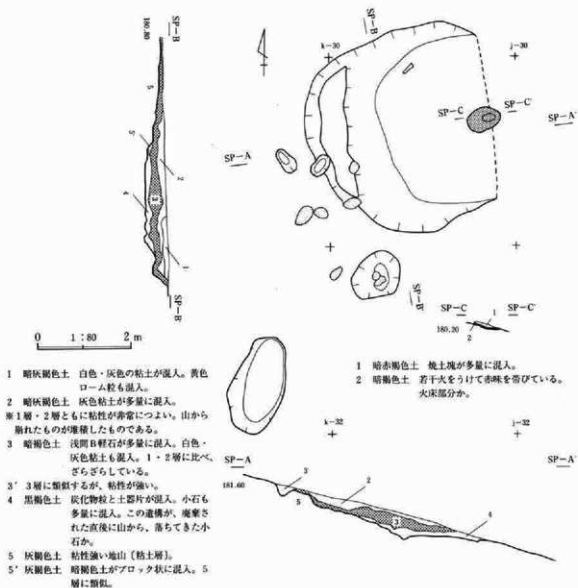 SP-B
180.80
5
5'
2
4
3
1
SP-B'
SP-B
k-30
j-30
SP-C
SP-C'
SP-A'
SP-A
SP-B'
SP-C
SP-C'
180.20
1
2
0 1:80 2m
1 暗灰褐色土 白色・灰色の粘土が混入。黄色
ローム粒も混入。
2 暗灰褐色土 灰色粘土が多量に混入。
※1層・2層ともに粘性が非常につよい。山から
崩れたものが堆積したものである。
3 暗褐色土 浅間B軽石が多量に混入。白色・
灰色粘土も混入。1・2層に比べ、
ざらざらしている。
3' 3層に類似するが、粘性が強い。
4 黒褐色土 炭化物粒と土器片が混入。小石も
多量に混入。この遺構が、廃棄さ
れた直後に山から、落ちてきた小
石か。
5 灰褐色土 粘性強い地山〔粘土層〕。
5' 灰褐色土 暗褐色土がブロック状に混入。5
層に類似。
1 暗赤褐色土 焼土塊が多量に混入。
2 暗褐色土 若干火をうけて赤味を帯びている。
火床部分か。
k-32
j-32
SP-A
SP-A'
181.60
3'
5
2
3
4